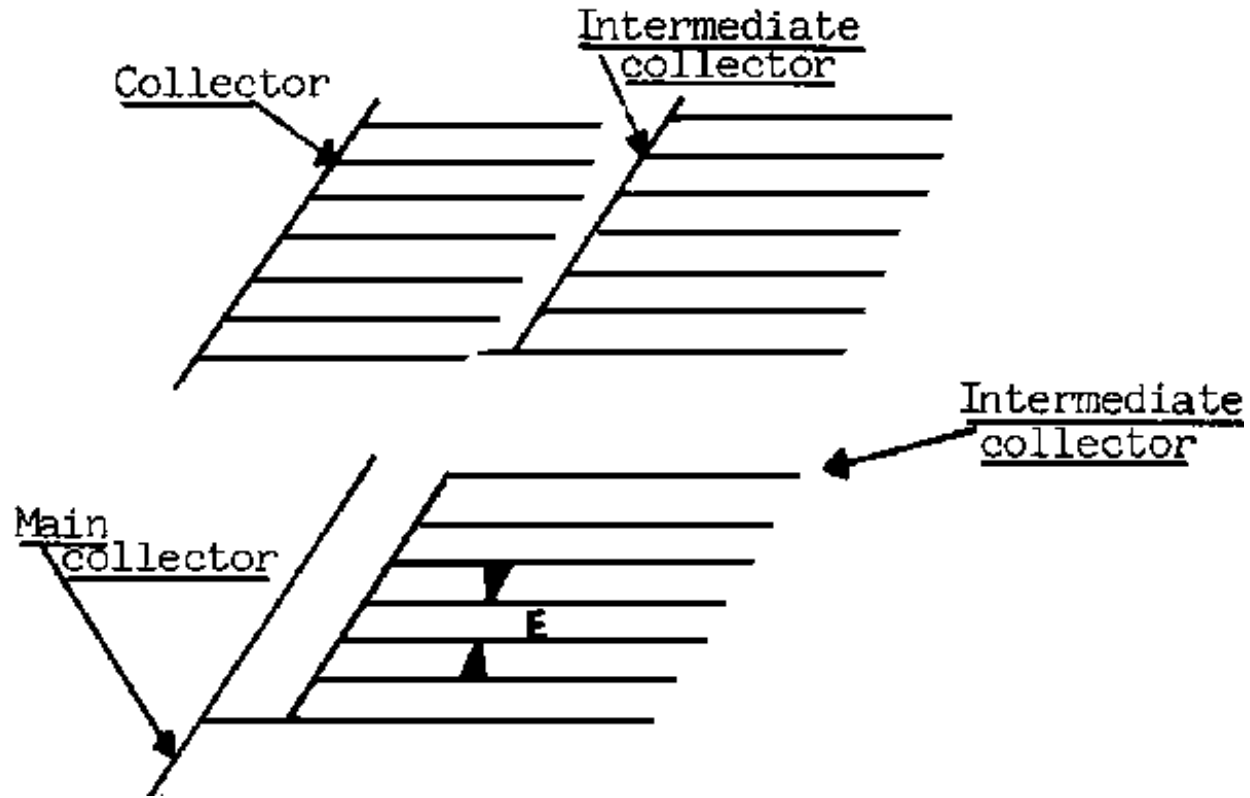 Intermediate
collector
Collector
Intermediate
collector
Main
collector
E